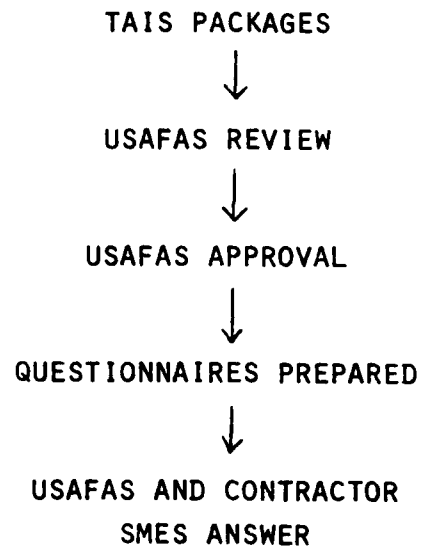 TAIS PACKAGES
USAFAS REVIEW
USAFAS APPROVAL
QUESTIONNAIRES PREPARED
USAFAS AND CONTRACTOR
SMES ANSWER